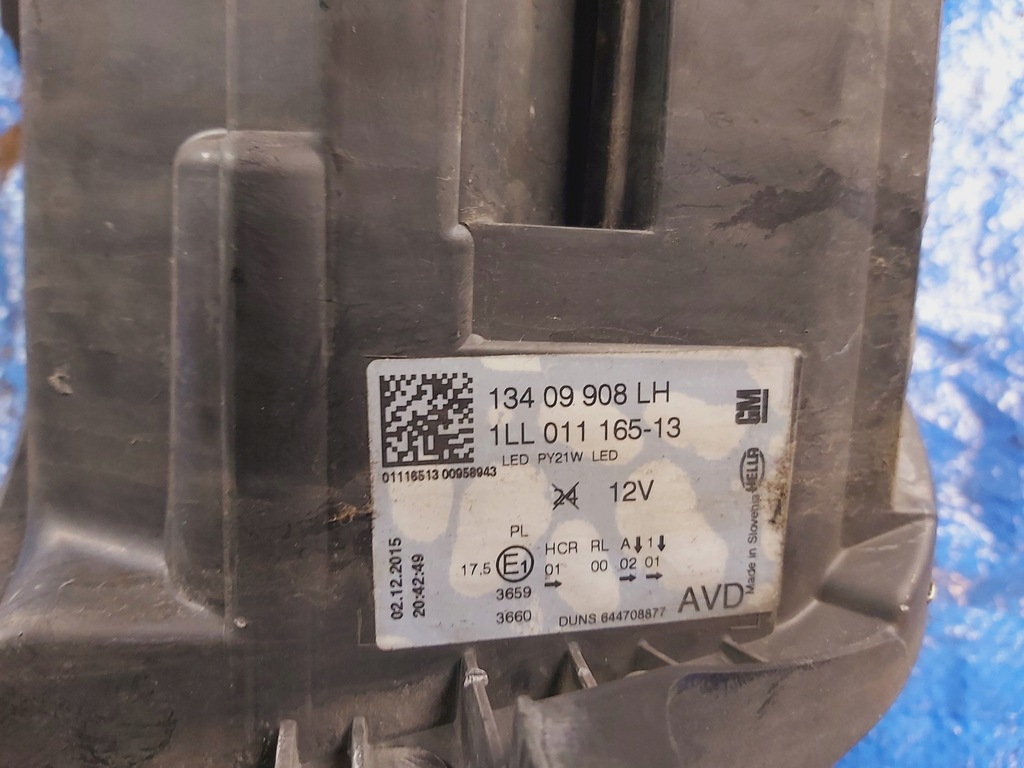 134 09 908 LH
1LL 011 165-13
LED PY21W LED
01116513 00958943
GM
HELLA
24 12V
PL
HCR RL A 1
17.5 E1 01 00 02 01
3659
3660
DUNS 644708877
AVD
Made in Slovenia
02.12.2015
20:42:49